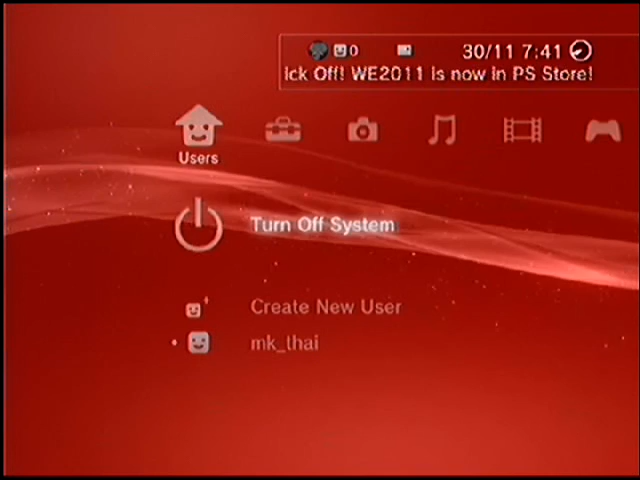 0 30/11 7:41
ick Off! WE2011 is now in PS Store!
Users
Turn Off System
Create New User
mk_thai